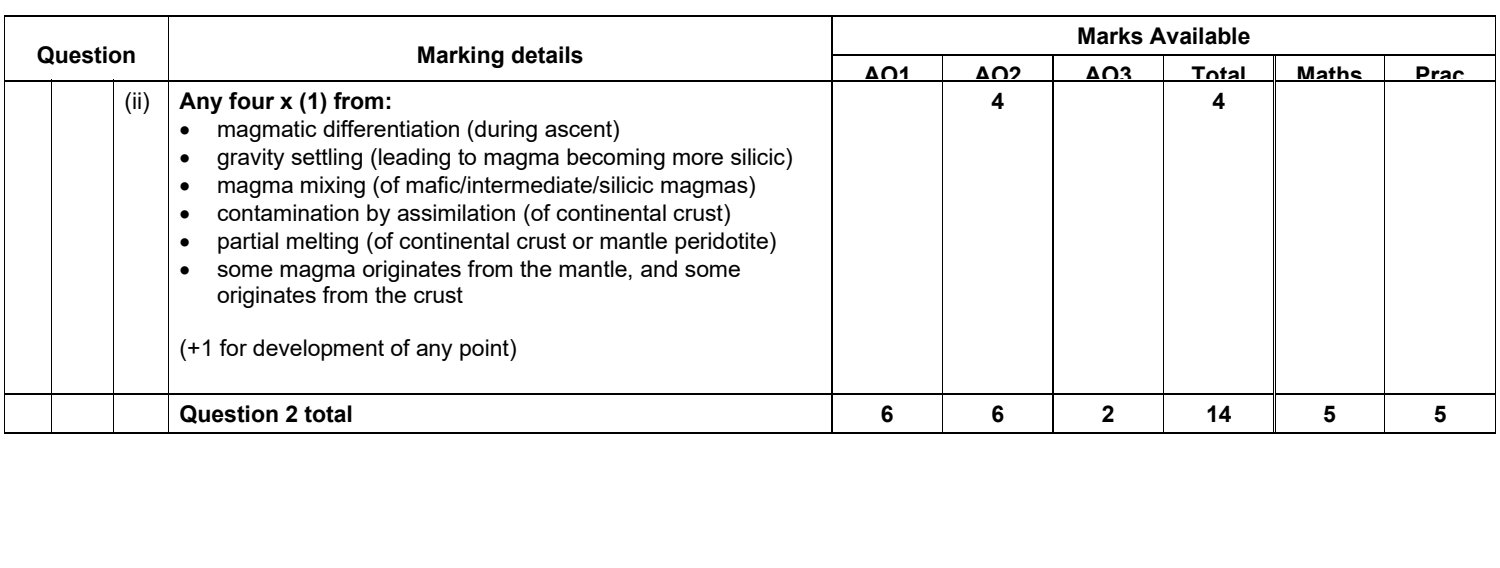 Question Marking details Marks Available
AO1 AO2 AO3 Total Maths Prac
(ii) Any four x (1) from: 4 4
• magmatic differentiation (during ascent)
• gravity settling (leading to magma becoming more silicic)
• magma mixing (of mafic/intermediate/silicic magmas)
• contamination by assimilation (of continental crust)
• partial melting (of continental crust or mantle peridotite)
• some magma originates from the mantle, and some
originates from the crust
(+1 for development of any point)
Question 2 total 6 6 2 14 5 5